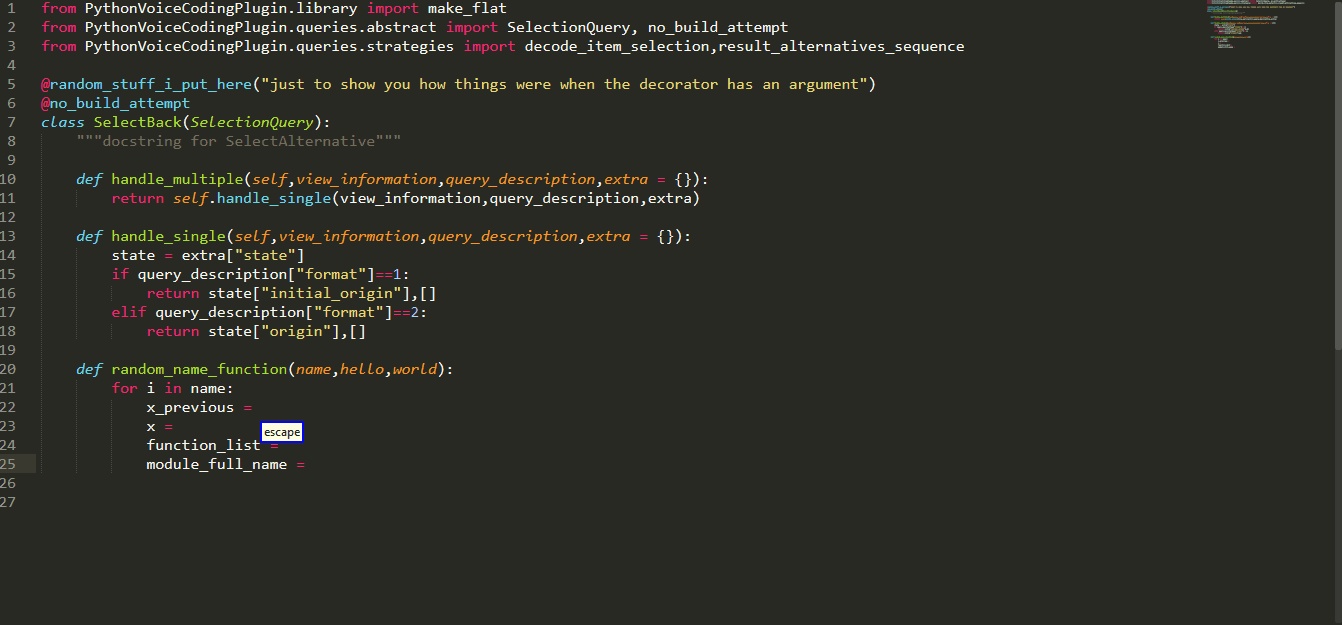 1 from PythonVoiceCodingPlugin.library import make_flat
2 from PythonVoiceCodingPlugin.queries.abstract import SelectionQuery, no_build_attempt
3 from PythonVoiceCodingPlugin.queries.strategies import decode_item_selection,result_alternatives_sequence
4
5 @random_stuff_i_put_here("just to show you how things were when the decorator has an argument")
6 @no_build_attempt
7 class SelectBack(SelectionQuery):
8     """docstring for SelectAlternative"""
9
10     def handle_multiple(self,view_information,query_description,extra = {}):
11         return self.handle_single(view_information,query_description,extra)
12
13     def handle_single(self,view_information,query_description,extra = {}):
14         state = extra["state"]
15         if query_description["format"]==1:
16             return state["initial_origin"],[]
17         elif query_description["format"]==2:
18             return state["origin"],[]
19
20     def random_name_function(name,hello,world):
21         for i in name:
22             x_previous =
23             x =
escape
24             function_list =
25             module_full_name =
26
27